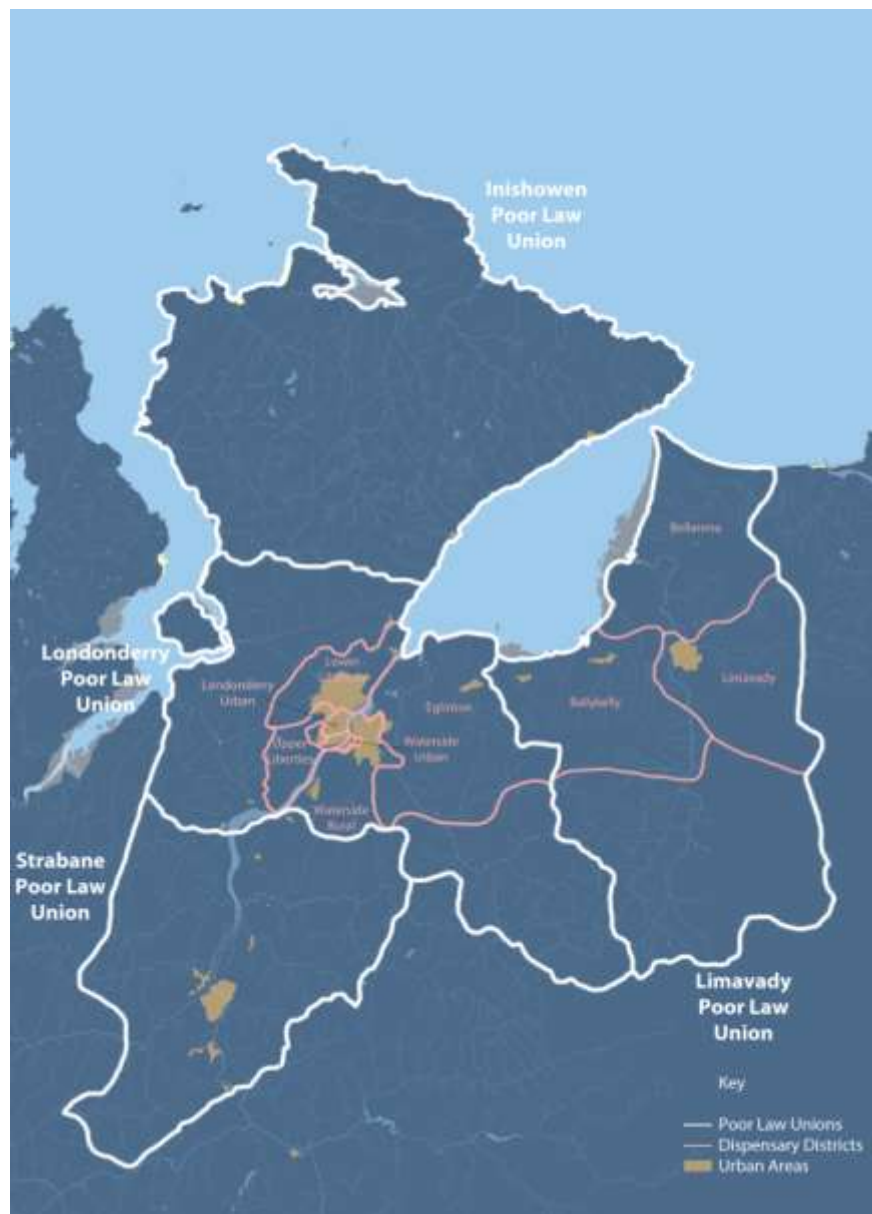 Inishowen
Poor Law
Union
Bellarena
Londonderry
Poor Law
Union
Lower
Londonderry
Urban
Limavady
Eglinton
Ballykelly
Upper
Liberties
Waterside
Urban
Waterside
Rural
Strabane
Poor Law
Union
Limavady
Poor Law
Union
Key
Poor Law Unions
Dispensary Districts
Urban Areas